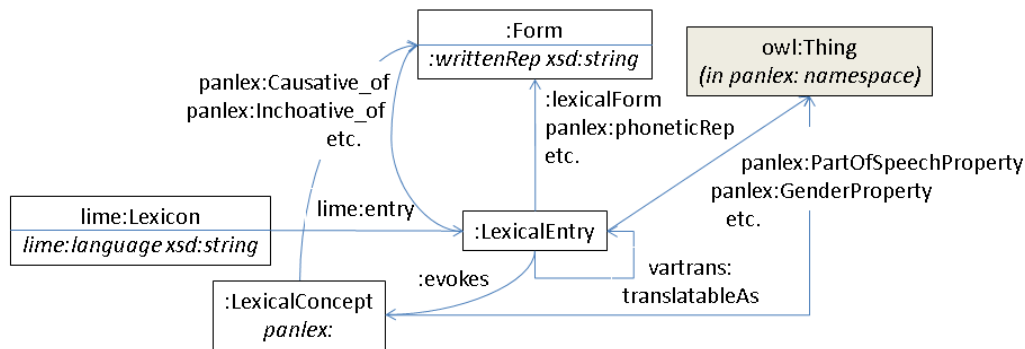 :Form
:writtenRep xsd:string
owl:Thing
(in panlex: namespace)
panlex:Causative_of
panlex:Inchoative_of
etc.
:lexicalForm
panlex:phoneticRep
etc.
panlex:PartOfSpeechProperty
panlex:GenderProperty
etc.
lime:Lexicon
lime:language xsd:string
lime:entry
:LexicalEntry
:evokes
vartrans:
translatableAs
:LexicalConcept
panlex: